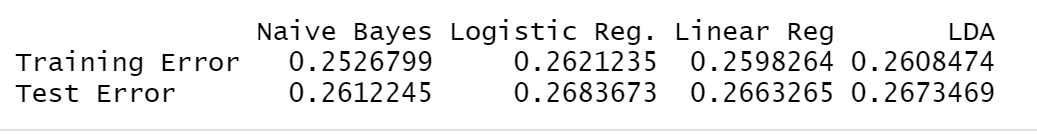 Naive Bayes Logistic Reg. Linear Reg LDA
Training Error 0.2526799 0.2621235 0.2598264 0.2608474
Test Error 0.2612245 0.2683673 0.2663265 0.2673469